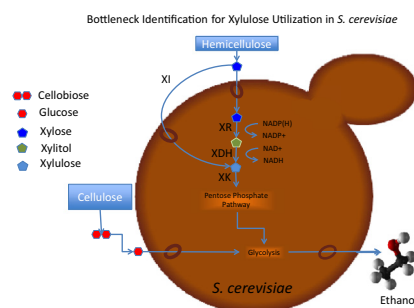 Bottleneck Identification for Xylulose Utilization in S. cerevisiae
Hemicellulose
XI
Cellobiose
Glucose
Xylose
Xylitol
Xylulose
XR
NADP(H)
NADP+
XDH
NAD+
NADH
XK
Pentose Phosphate
Pathway
Cellulose
Glycolysis
S. cerevisiae
Ethanol